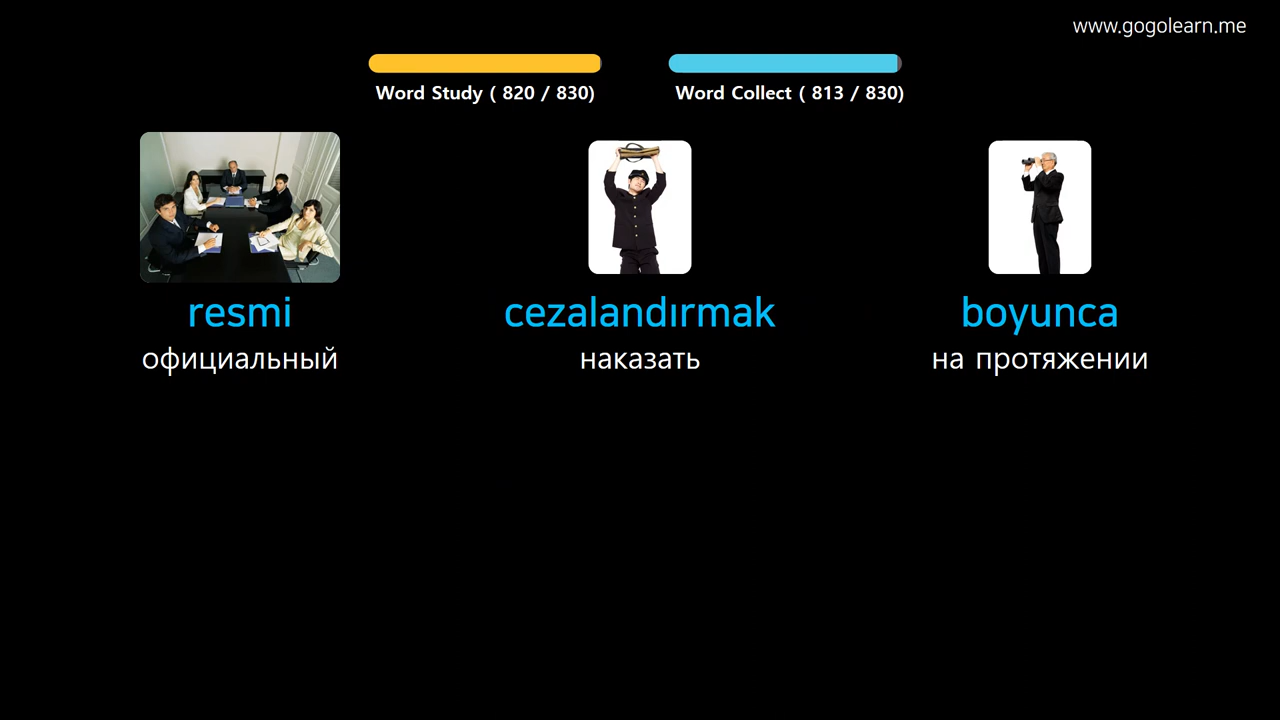 www.gogolearn.me
Word Study ( 820 / 830)
Word Collect ( 813 / 830)
resmi
официальный
cezalandırmak
наказать
boyunca
на протяжении